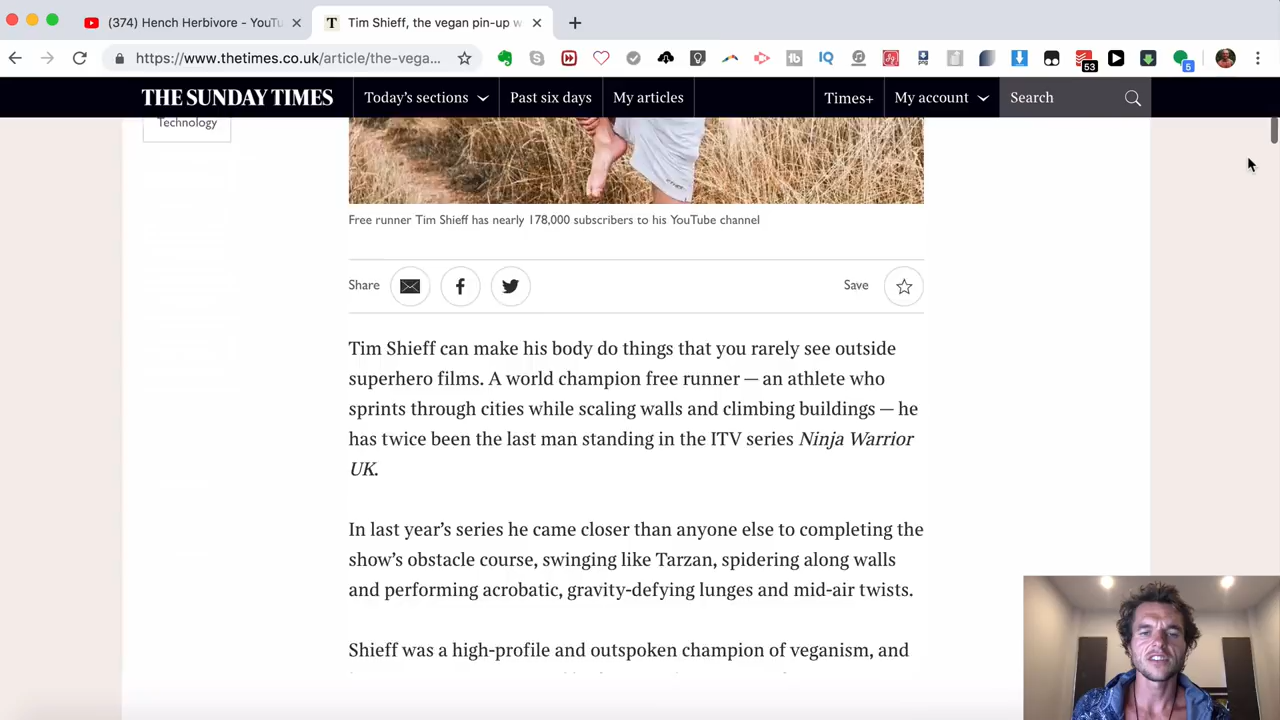 (374) Hench Herbivore - YouTu
T Tim Shieff, the vegan pin-up w
https://www.thetimes.co.uk/article/the-vega...
53
5
THE SUNDAY TIMES
Today's sections
Past six days
My articles
Times+
My account
Search
Technology
Free runner Tim Shieff has nearly 178,000 subscribers to his YouTube channel
Share
Save
Tim Shieff can make his body do things that you rarely see outside
superhero films. A world champion free runner — an athlete who
sprints through cities while scaling walls and climbing buildings — he
has twice been the last man standing in the ITV series Ninja Warrior
UK.
In last year's series he came closer than anyone else to completing the
show's obstacle course, swinging like Tarzan, spidering along walls
and performing acrobatic, gravity-defying lunges and mid-air twists.
Shieff was a high-profile and outspoken champion of veganism, and